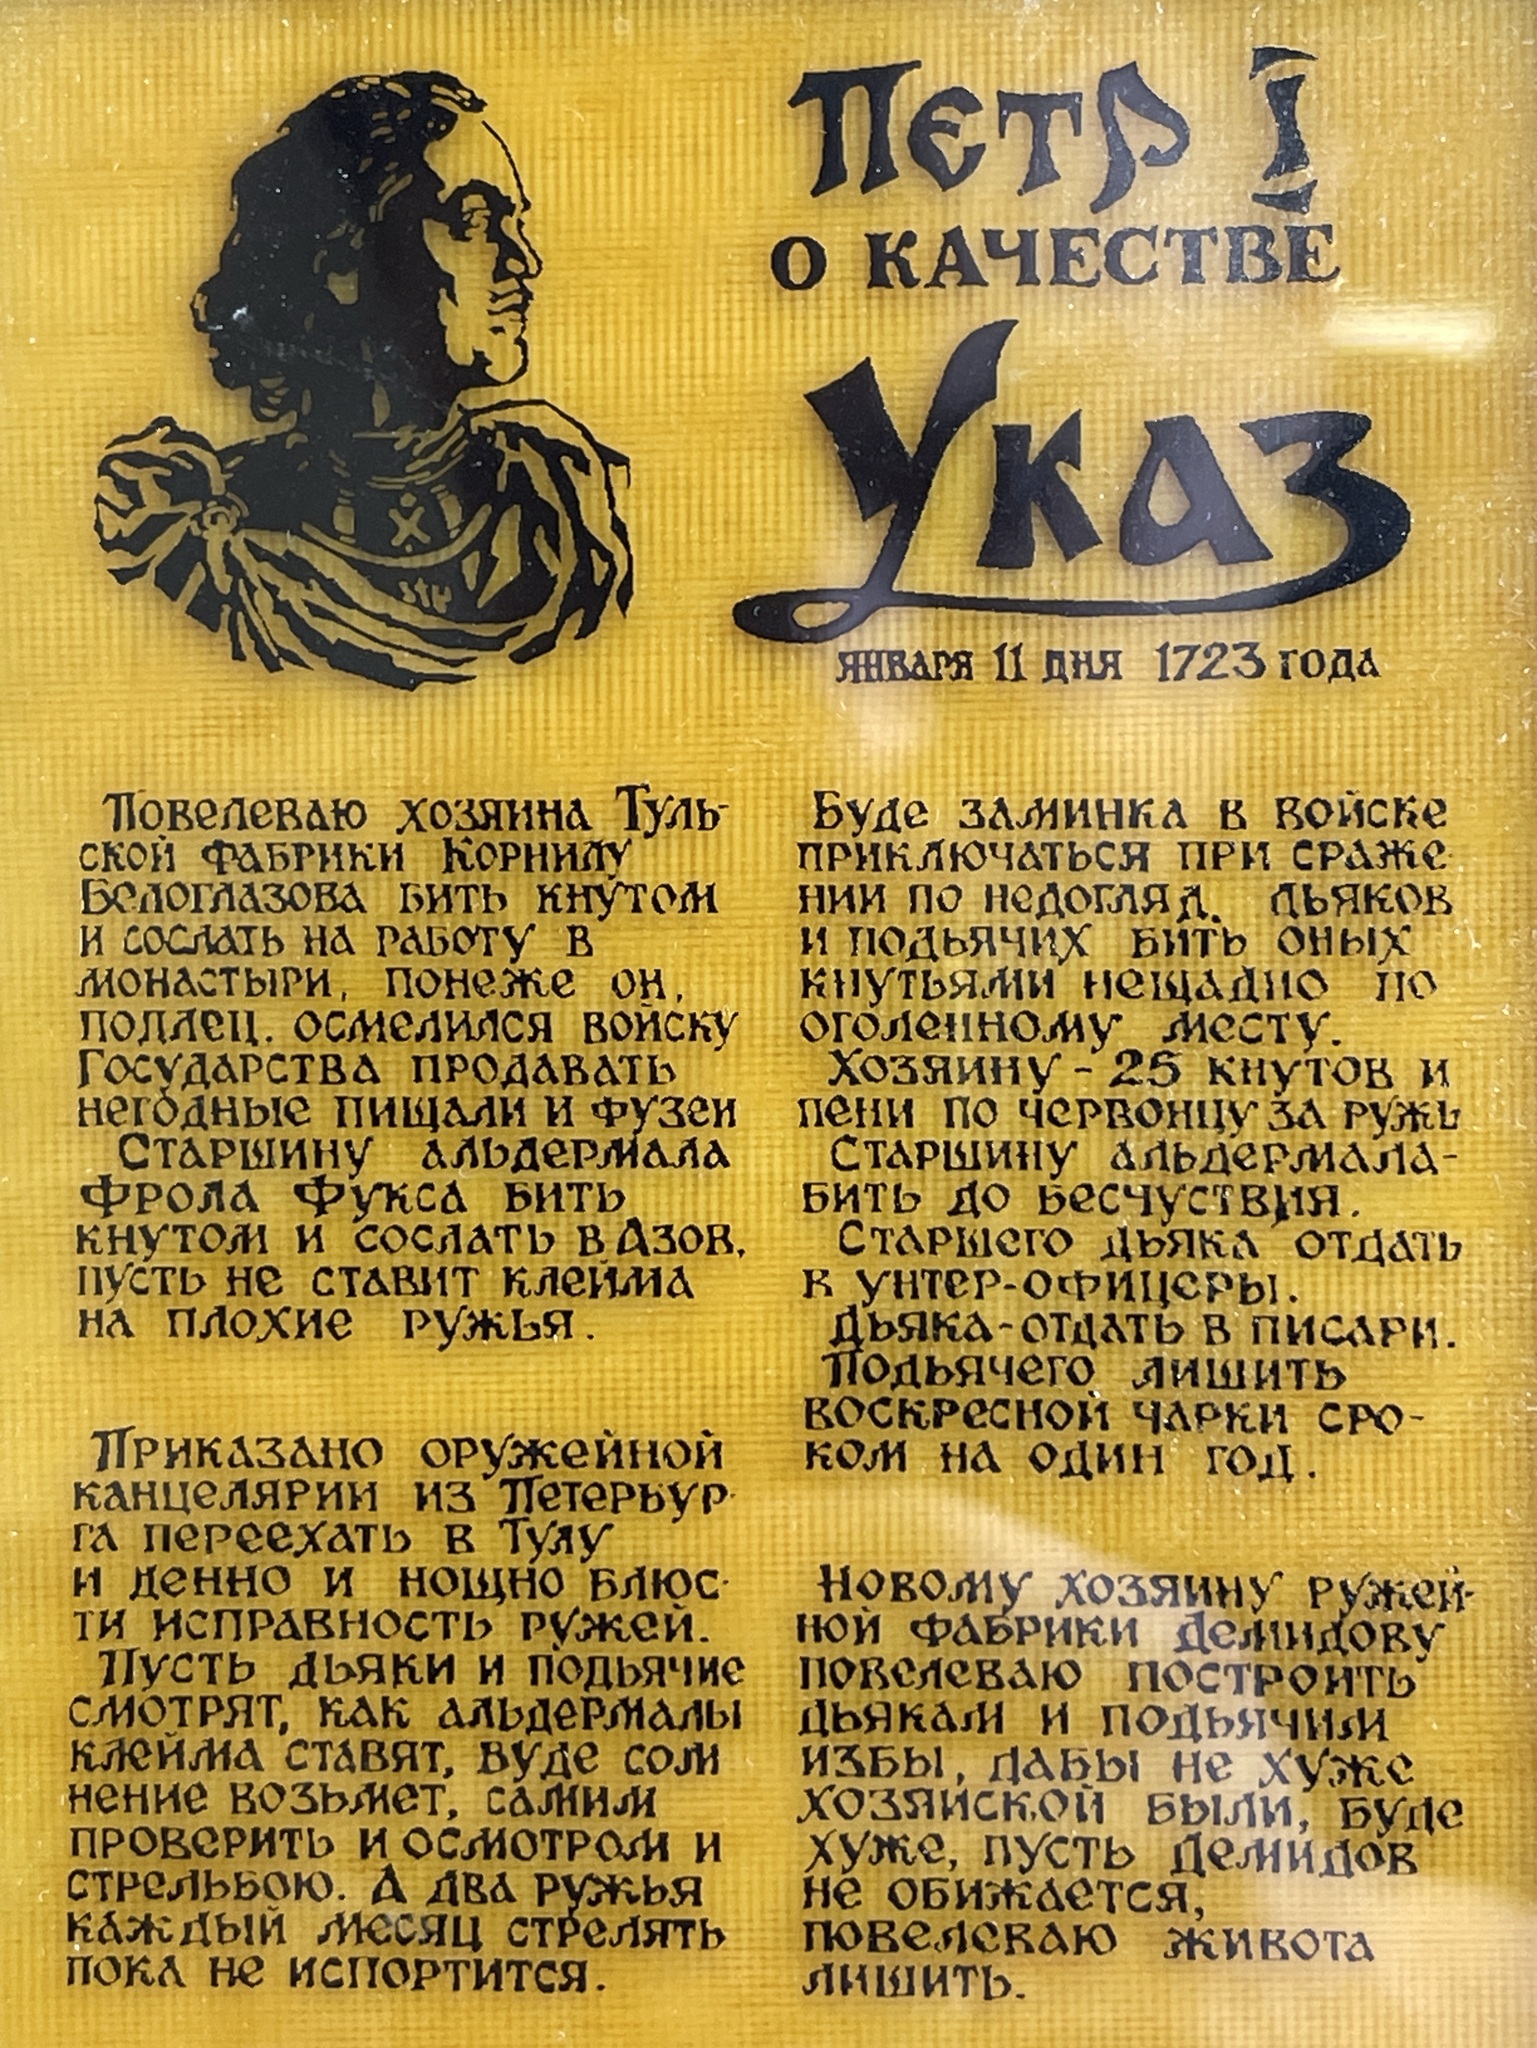 Петр I
о качестве
Указ
января 11 дня 1723 года
Повелеваю хозяина Туль-
ской фабрики Корнилу
Белоглазова бить кнутом
и сослать на работу в
монастыри, понеже он,
подлец, осмелился войску
Государства продавать
негодные пищали и фузеи
Старшину альдермала
Фрола Фукса бить
кнутом и сослать в Азов,
пусть не ставит клейма
на плохие ружья.
Приказано оружейной
канцелярии из Петербур-
га переехать в Тулу
и денно и нощно блюс-
ти исправность ружей.
Пусть дьяки и подьячие
смотрят, как альдермалы
клейма ставят, буде сом
нение возьмет, самим
проверить и осмотром и
стрельбою. А два ружья
каждый месяц стрелять
пока не испортится.
Буде заминка в войске
приключаться при сраже-
нии по недогляд. дьяков
и подьячих бить оных
кнутьями нещадно по
оголенному месту.
Хозяину - 25 кнутов и
пени по червонцу за ружь
Старшину альдермала-
бить до бесчуствия.
Старшего дьяка отдать
в унтер-офицеры.
Дьяка-отдать в писари.
Подьячего лишить
воскресной чарки сро-
ком на один год.
Новому хозяину ружей-
ной фабрики Демидову
повелеваю построить
дьякам и подьячим
избы, дабы не хуже
хозяйской были, буде
хуже, пусть Демидов
не обижается,
повелеваю живота
лишить.